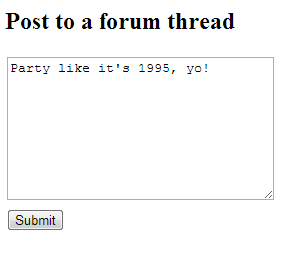 Post to a forum thread
Party like it's 1995, yo!
Submit